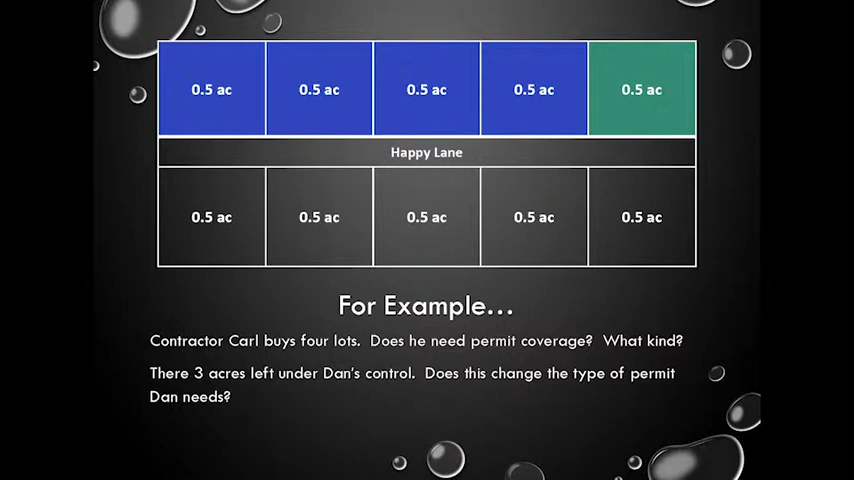 0.5 ac 0.5 ac 0.5 ac 0.5 ac 0.5 ac
Happy Lane
0.5 ac 0.5 ac 0.5 ac 0.5 ac 0.5 ac
For Example...
Contractor Carl buys four lots. Does he need permit coverage? What kind?
There 3 acres left under Dan's control. Does this change the type of permit
Dan needs?